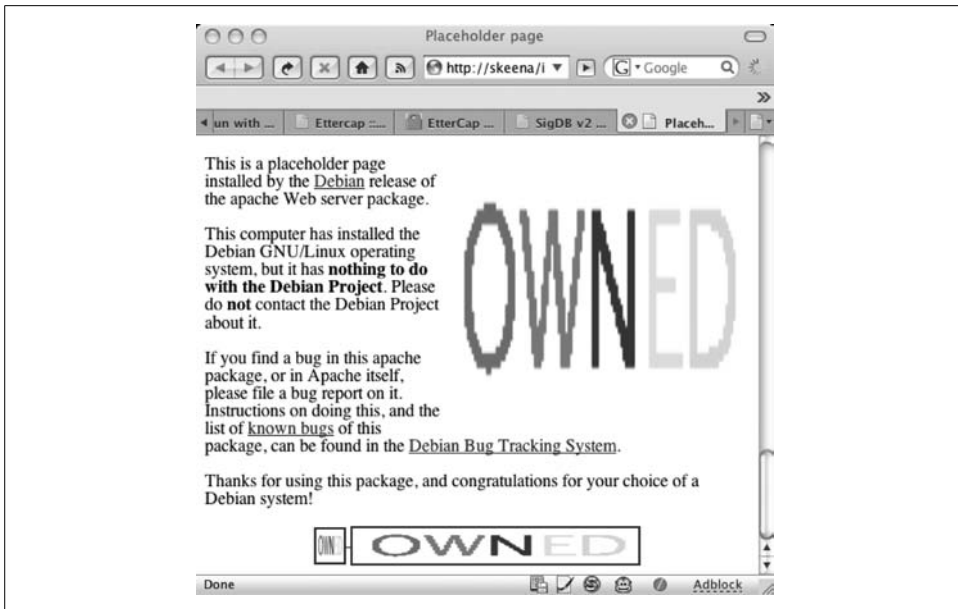 Placeholder page
http://skeena/i
G Google
un with ...
Ettercap ::...
EtterCap ...
SigDB v2 ...
Placeh...
This is a placeholder page
installed by the Debian release of
the apache Web server package.
This computer has installed the
Debian GNU/Linux operating
system, but it has nothing to do
with the Debian Project. Please
do not contact the Debian Project
about it.
If you find a bug in this apache
package, or in Apache itself,
please file a bug report on it.
Instructions on doing this, and the
list of known bugs of this
package, can be found in the Debian Bug Tracking System.
OWNED
Thanks for using this package, and congratulations for your choice of a
Debian system!
OWNED
OWNED
Done
Adblock